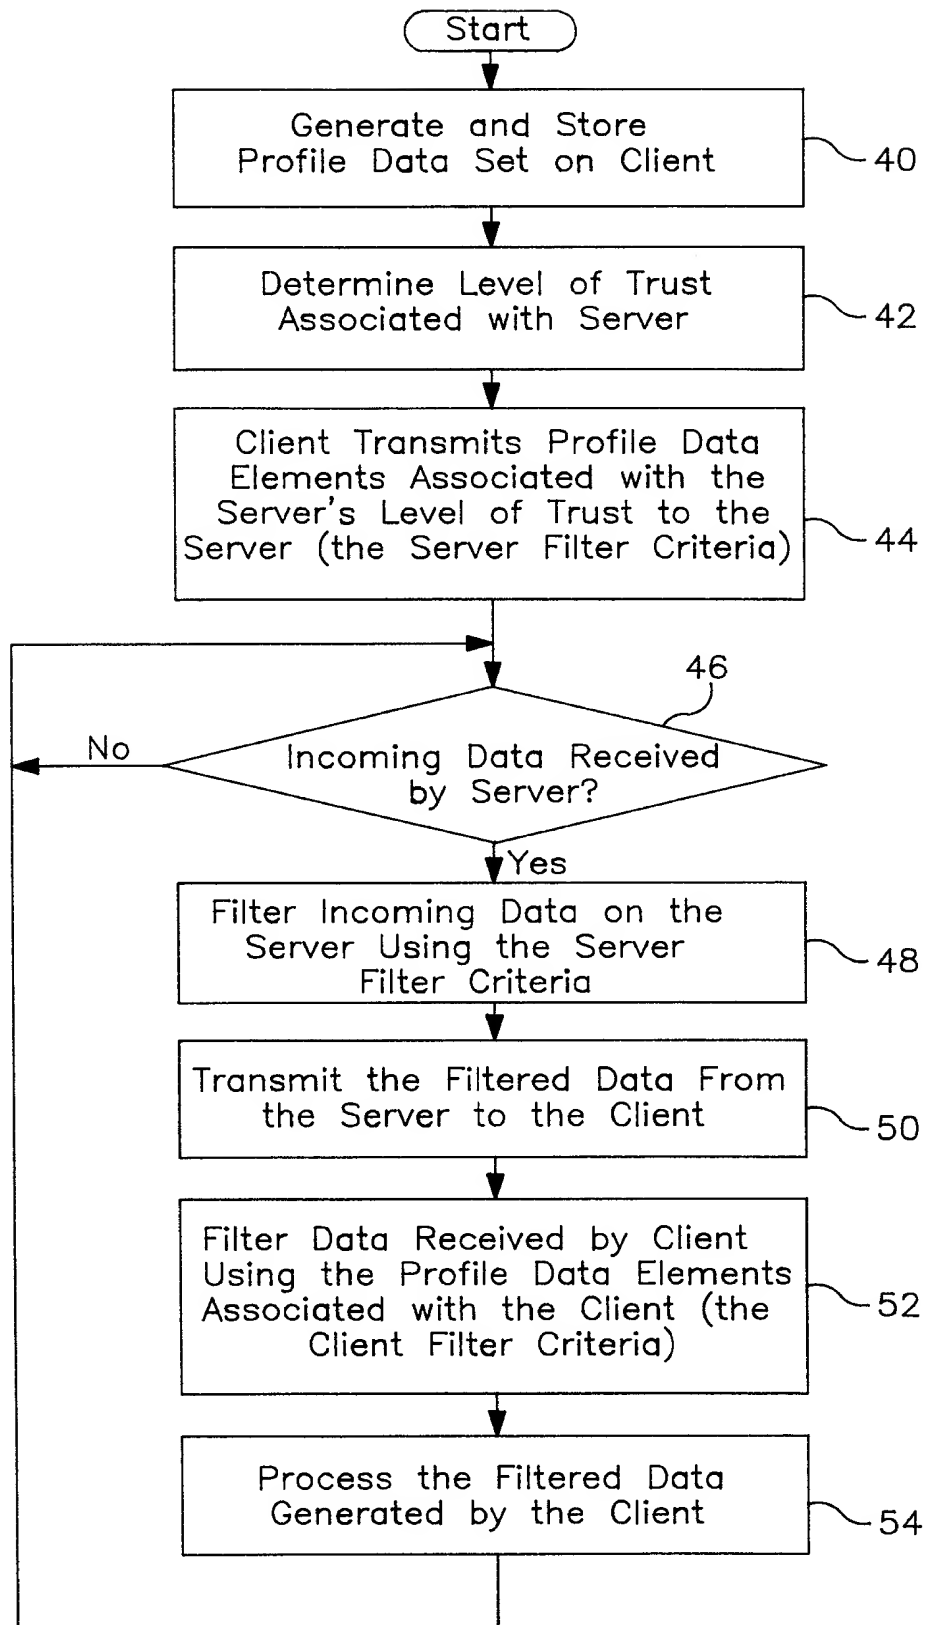 Start
Generate and Store
Profile Data Set on Client
40
Determine Level of Trust
Associated with Server
42
Client Transmits Profile Data
Elements Associated with the
Server's Level of Trust to the
Server (the Server Filter Criteria)
44
46
No
Incoming Data Received
by Server?
Yes
Filter Incoming Data on the
Server Using the Server
Filter Criteria
48
Transmit the Filtered Data From
the Server to the Client
50
Filter Data Received by Client
Using the Profile Data Elements
Associated with the Client (the
Client Filter Criteria)
52
Process the Filtered Data
Generated by the Client
54